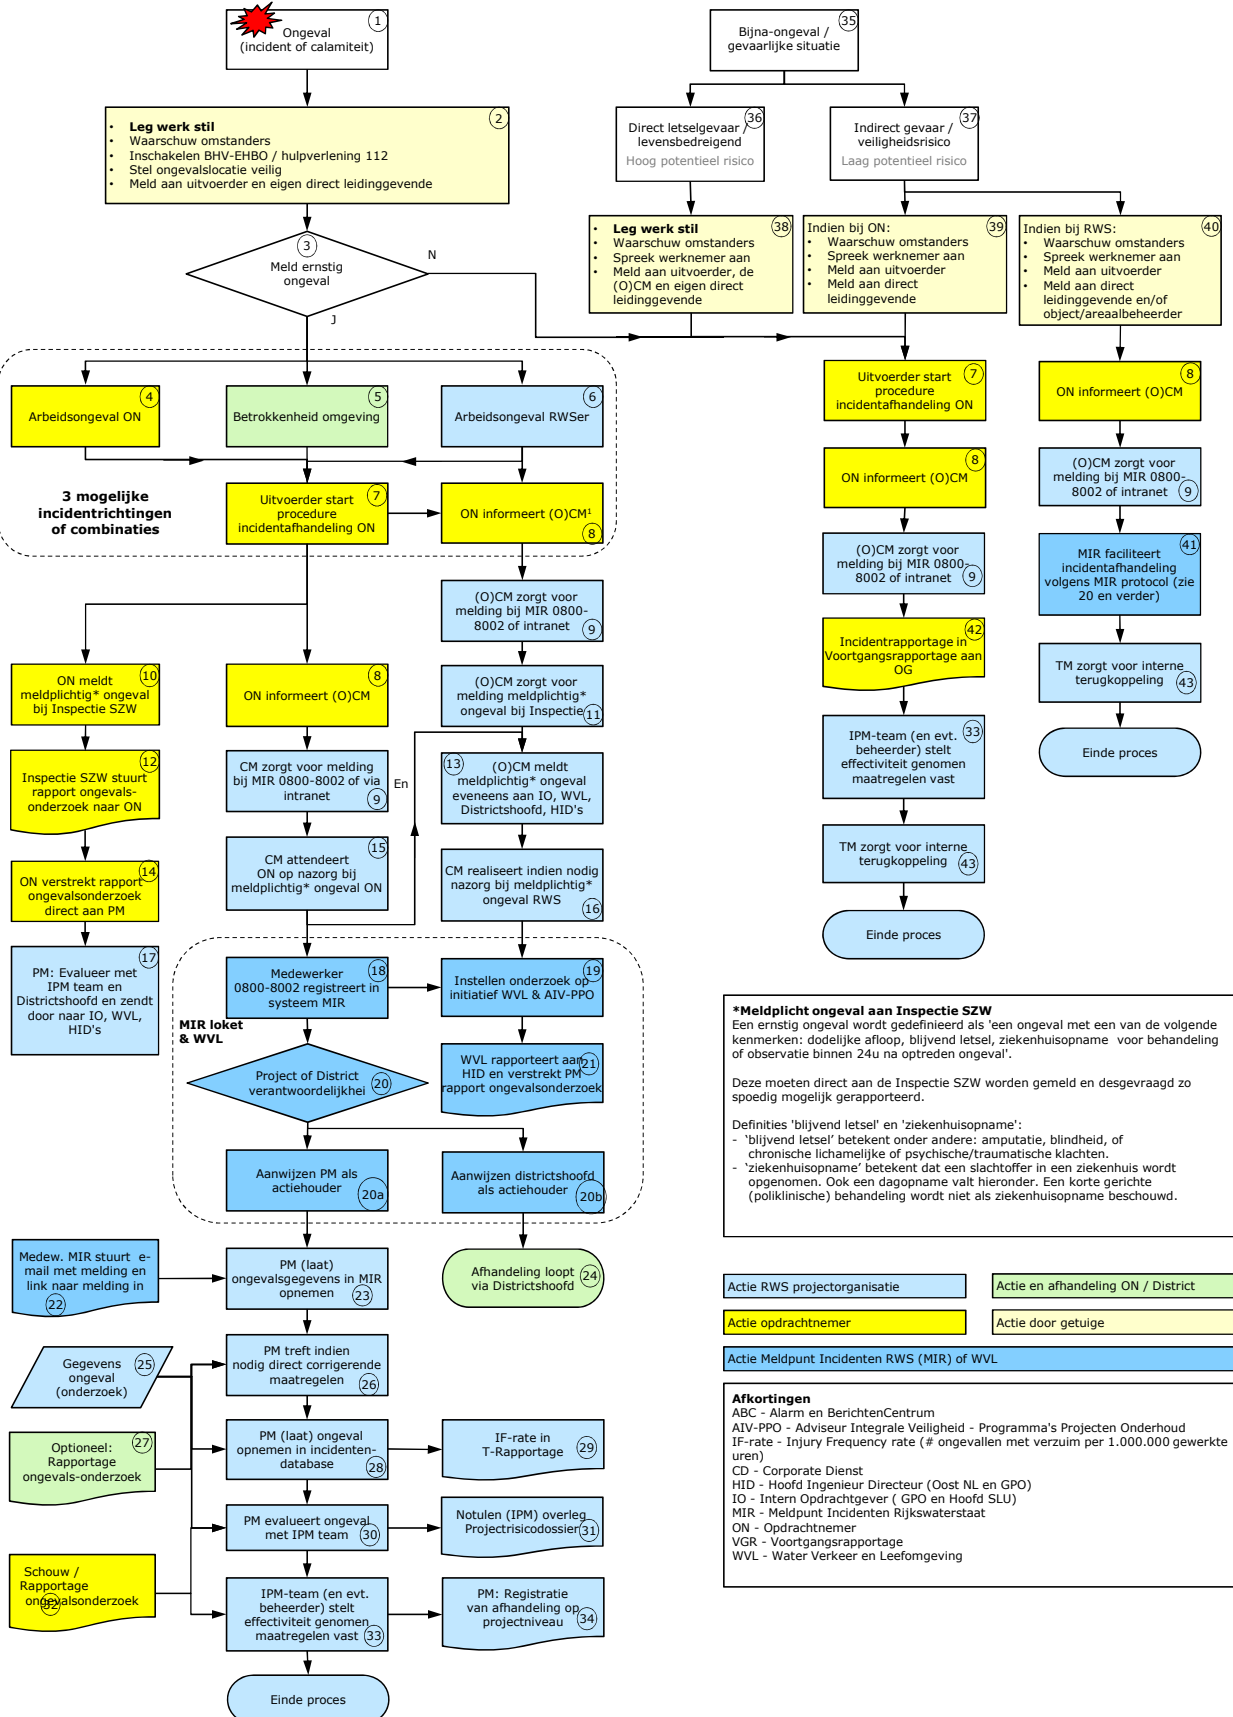 1
Ongeval
(incident of calamiteit)
35
Bijna-ongeval /
gevaarlijke situatie
2
• Leg werk stil
• Waarschuw omstanders
• Inschakelen BHV-EHBO / hulpverlening 112
• Stel ongevalslocatie veilig
• Meld aan uitvoerder en eigen direct leidinggevende
36
Direct letselgevaar /
levensbedreigend
Hoog potentieel risico
37
Indirect gevaar /
veiligheidsrisico
Laag potentieel risico
3
Meld ernstig
ongeval
N
J
38
• Leg werk stil
• Waarschuw omstanders
• Spreek werknemer aan
• Meld aan uitvoerder, de
(O)CM en eigen direct
leidinggevende
39
Indien bij ON:
• Waarschuw omstanders
• Spreek werknemer aan
• Meld aan uitvoerder
• Meld aan direct
leidinggevende
40
Indien bij RWS:
• Waarschuw omstanders
• Spreek werknemer aan
• Meld aan uitvoerder
• Meld aan direct
leidinggevende en/of
object/areaalbeheerder
4
Arbeidsongeval ON
5
Betrokkenheid omgeving
6
Arbeidsongeval RWSer
7
Uitvoerder start
procedure
incidentafhandeling ON
8
ON informeert (O)CM
3 mogelijke
incidentrichtingen
of combinaties
7
Uitvoerder start
procedure
incidentafhandeling ON
ON informeert (O)CM¹
8
8
ON informeert (O)CM
(O)CM zorgt voor
melding bij MIR 0800-
8002 of intranet
9
(O)CM zorgt voor
melding bij MIR 0800-
8002 of intranet
9
41
MIR faciliteert
incidentafhandeling
volgens MIR protocol (zie
20 en verder)
(O)CM zorgt voor
melding bij MIR 0800-
8002 of intranet
9
42
Incidentrapportage in
Voortgangsrapportage aan
OG
TM zorgt voor interne
terugkoppeling
43
Einde proces
10
ON meldt
meldplichtig* ongeval
bij Inspectie SZW
8
ON informeert (O)CM
(O)CM zorgt voor
melding meldplichtig*
ongeval bij Inspectie
11
33
IPM-team (en evt.
beheerder) stelt
effectiviteit genomen
maatregelen vast
12
Inspectie SZW stuurt
rapport ongevals-
onderzoek naar ON
CM zorgt voor melding
bij MIR 0800-8002 of via
intranet
9
En
13
(O)CM meldt
meldplichtig* ongeval
eveneens aan IO, WVL,
Districtshoofd, HID's
TM zorgt voor interne
terugkoppeling
43
14
ON verstrekt rapport
ongevalsonderzoek
direct aan PM
15
CM attendeert
ON op nazorg bij
meldplichtig* ongeval ON
CM realiseert indien nodig
nazorg bij meldplichtig*
ongeval RWS
16
Einde proces
17
PM: Evalueer met
IPM team en
Districtshoofd en zendt
door naar IO, WVL,
HID's
18
Medewerker
0800-8002 registreert in
systeem MIR
19
Instellen onderzoek op
initiatief WVL & AIV-PPO
MIR loket
& WVL
20
Project of District
verantwoordelijkhei
21
WVL rapporteert aan
HID en verstrekt PM
rapport ongevalsonderzoek
Aanwijzen PM als
actiehouder
20a
Aanwijzen districtshoofd
als actiehouder
20b
*Meldplicht ongeval aan Inspectie SZW
Een ernstig ongeval wordt gedefinieerd als 'een ongeval met een van de volgende
kenmerken: dodelijke afloop, blijvend letsel, ziekenhuisopname voor behandeling
of observatie binnen 24u na optreden ongeval'.
Deze moeten direct aan de Inspectie SZW worden gemeld en desgevraagd zo
spoedig mogelijk gerapporteerd.
Definities 'blijvend letsel' en 'ziekenhuisopname':
- 'blijvend letsel' betekent onder andere: amputatie, blindheid, of
chronische lichamelijke of psychische/traumatische klachten.
- 'ziekenhuisopname' betekent dat een slachtoffer in een ziekenhuis wordt
opgenomen. Ook een dagopname valt hieronder. Een korte gerichte
(poliklinische) behandeling wordt niet als ziekenhuisopname beschouwd.
Medew. MIR stuurt e-
mail met melding en
link naar melding in
22
PM (laat)
ongevalsgegevens in MIR
opnemen
23
24
Afhandeling loopt
via Districtshoofd
Actie RWS projectorganisatie
Actie en afhandeling ON / District
Actie opdrachtnemer
Actie door getuige
Actie Meldpunt Incidenten RWS (MIR) of WVL
25
Gegevens
ongeval
(onderzoek)
PM treft indien
nodig direct corrigerende
maatregelen
26
27
Optioneel:
Rapportage
ongevals-onderzoek
PM (laat) ongeval
opnemen in incidenten-
database
28
IF-rate in
T-Rapportage
29
PM evalueert ongeval
met IPM team
30
Notulen (IPM) overleg
Projectrisicodossier
31
Schouw /
Rapportage
ongevalsonderzoek
32
IPM-team (en evt.
beheerder) stelt
effectiviteit genomen
maatregelen vast
33
PM: Registratie
van afhandeling op
projectniveau
34
Einde proces
Afkortingen
ABC - Alarm en BerichtenCentrum
AIV-PPO - Adviseur Integrale Veiligheid - Programma's Projecten Onderhoud
IF-rate - Injury Frequency rate (# ongevallen met verzuim per 1.000.000 gewerkte
uren)
CD - Corporate Dienst
HID - Hoofd Ingenieur Directeur (Oost NL en GPO)
IO - Intern Opdrachtgever ( GPO en Hoofd SLU)
MIR - Meldpunt Incidenten Rijkswaterstaat
ON - Opdrachtnemer
VGR - Voortgangsrapportage
WVL - Water Verkeer en Leefomgeving